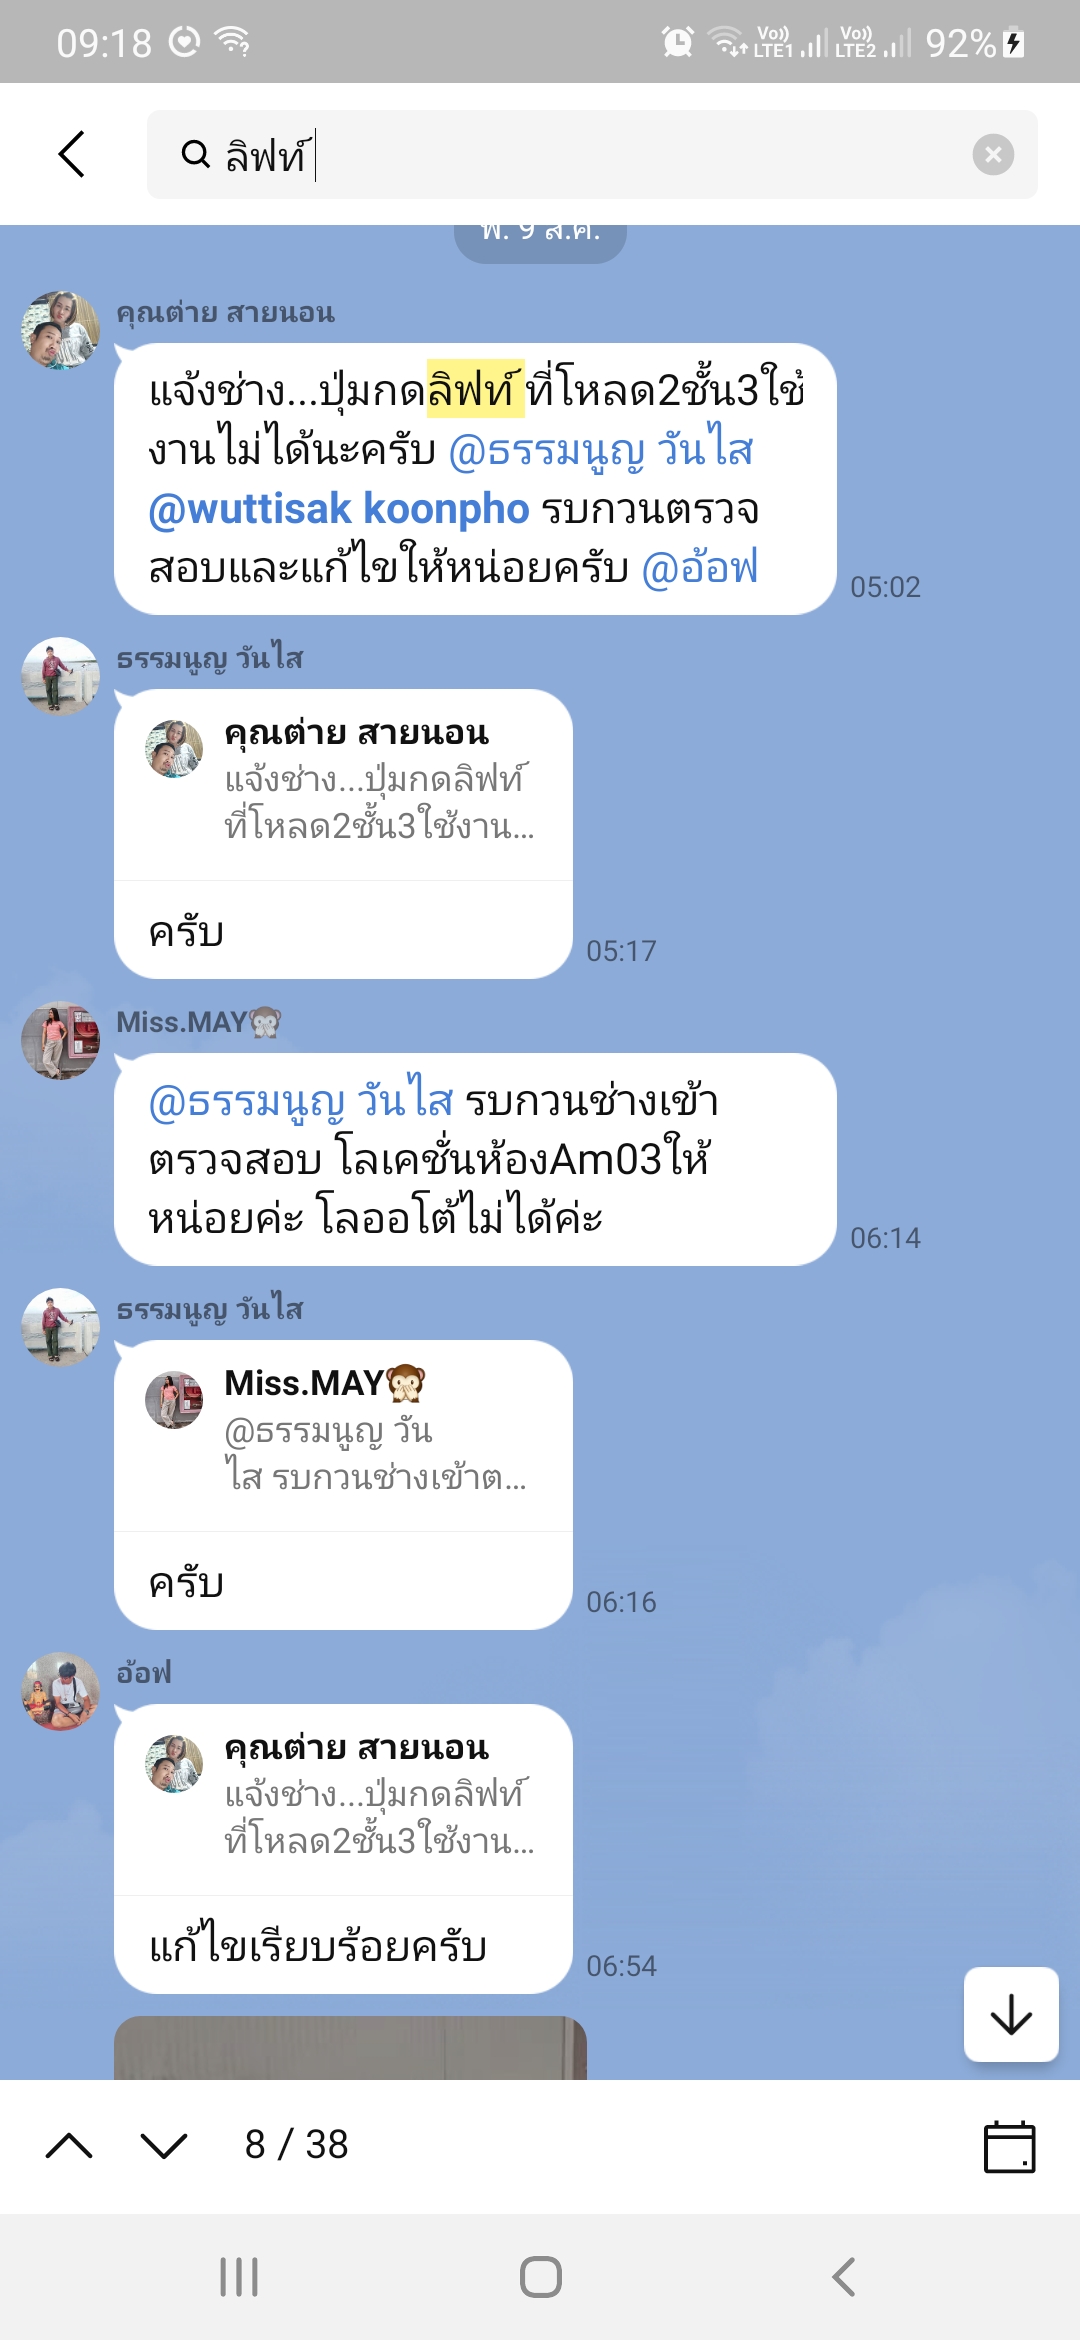 09:18
Vo)) LTE1 Vo)) LTE2 92%
ลิฟท์
พ. 9 ส.ค.
คุณต่าย สายนอน
แจ้งช่าง...ปุ่มกดลิฟท์ ที่โหลด2ชั้น3ใช้
งานไม่ได้นะครับ @ธรรมนูญ วันไส
@wuttisak koonpho รบกวนตรวจ
สอบและแก้ไขให้หน่อยครับ @อ้อฟ
05:02
ธรรมนูญ วันไส
คุณต่าย สายนอน
แจ้งช่าง...ปุ่มกดลิฟท์
ที่โหลด2ชั้น3ใช้งาน...
ครับ
05:17
Miss.MAY🙊
@ธรรมนูญ วันไส รบกวนช่างเข้า
ตรวจสอบ โลเคชั่นห้องAm03ให้
หน่อยค่ะ โลออโต้ไม่ได้ค่ะ
06:14
ธรรมนูญ วันไส
Miss.MAY🙊
@ธรรมนูญ วัน
ไส รบกวนช่างเข้าต...
ครับ
06:16
อ้อฟ
คุณต่าย สายนอน
แจ้งช่าง...ปุ่มกดลิฟท์
ที่โหลด2ชั้น3ใช้งาน...
แก้ไขเรียบร้อยครับ
06:54
8 / 38